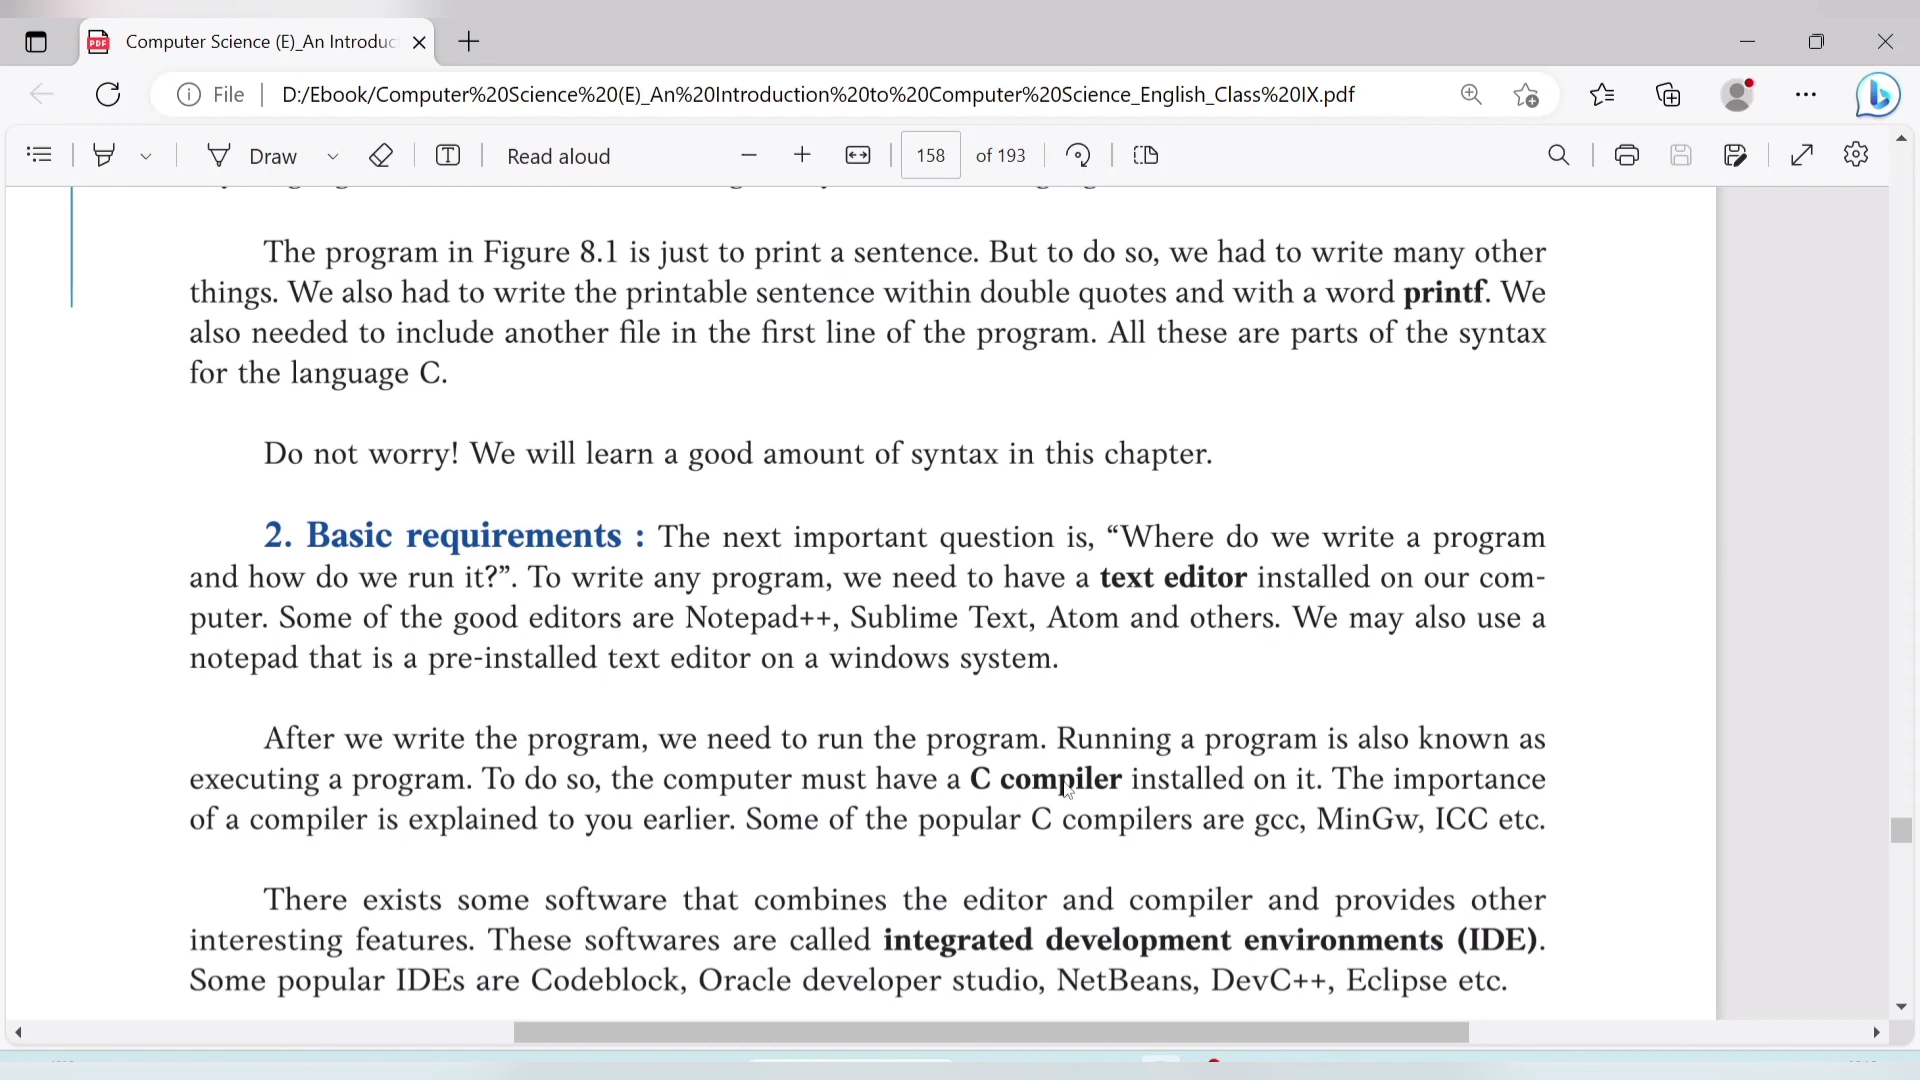 Computer Science (E)_An Introduc
File
D:/Ebook/Computer%20Science%20(E)_An%20Introduction%20to%20Computer%20Science_English_Class%20IX.pdf
Draw
Read aloud
158
of 193
The program in Figure 8.1 is just to print a sentence. But to do so, we had to write many other
things. We also had to write the printable sentence within double quotes and with a word printf. We
also needed to include another file in the first line of the program. All these are parts of the syntax
for the language C.
Do not worry! We will learn a good amount of syntax in this chapter.
2. Basic requirements : The next important question is, “Where do we write a program
and how do we run it?”. To write any program, we need to have a text editor installed on our com-
puter. Some of the good editors are Notepad++, Sublime Text, Atom and others. We may also use a
notepad that is a pre-installed text editor on a windows system.
After we write the program, we need to run the program. Running a program is also known as
executing a program. To do so, the computer must have a C compiler installed on it. The importance
of a compiler is explained to you earlier. Some of the popular C compilers are gcc, MinGw, ICC etc.
There exists some software that combines the editor and compiler and provides other
interesting features. These softwares are called integrated development environments (IDE).
Some popular IDEs are Codeblock, Oracle developer studio, NetBeans, DevC++, Eclipse etc.